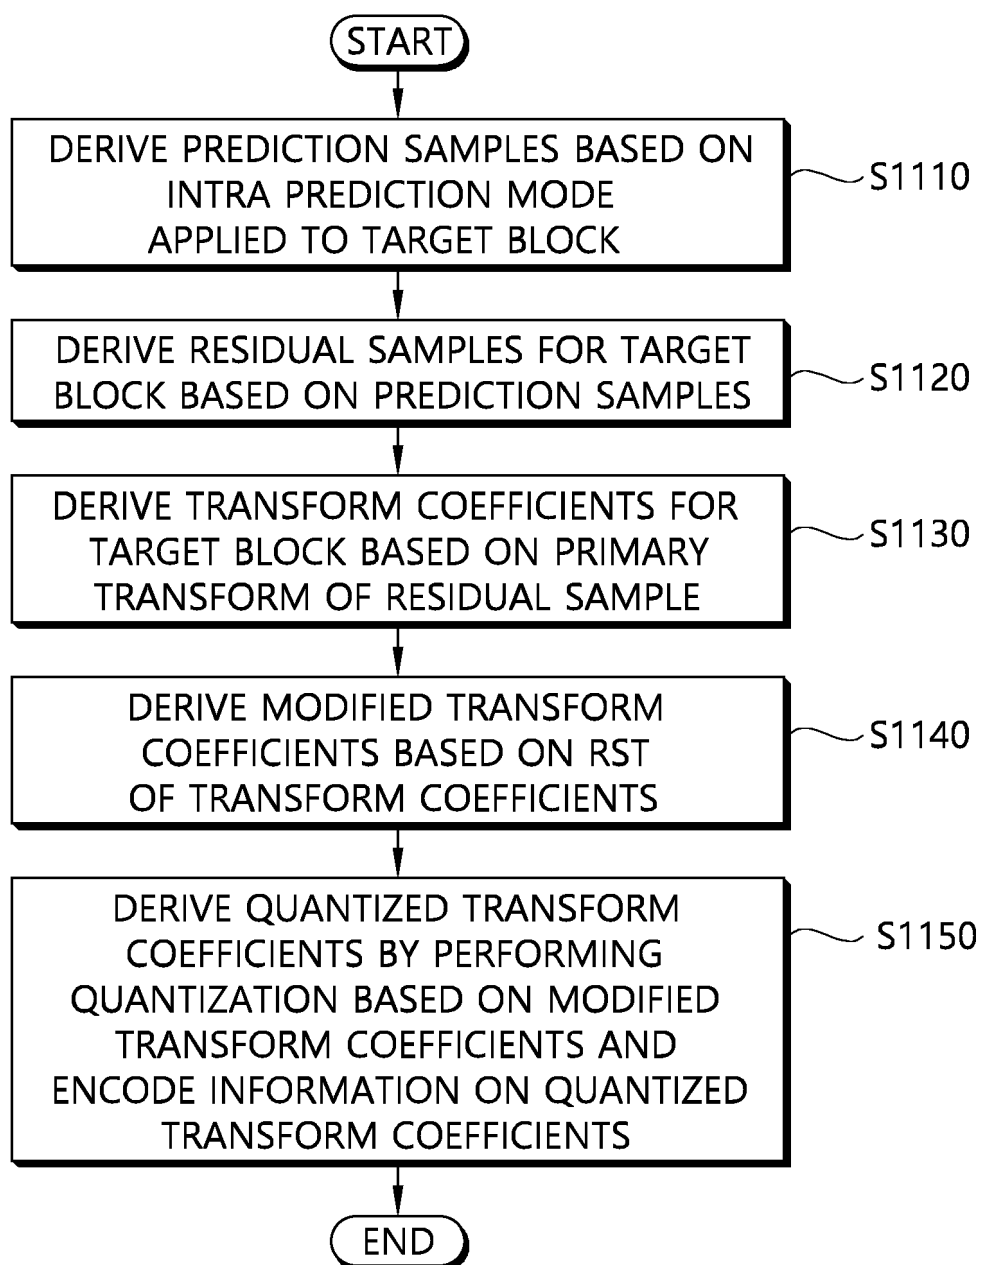 START
DERIVE PREDICTION SAMPLES BASED ON
INTRA PREDICTION MODE
APPLIED TO TARGET BLOCK
S1110
DERIVE RESIDUAL SAMPLES FOR TARGET
BLOCK BASED ON PREDICTION SAMPLES
S1120
DERIVE TRANSFORM COEFFICIENTS FOR
TARGET BLOCK BASED ON PRIMARY
TRANSFORM OF RESIDUAL SAMPLE
S1130
DERIVE MODIFIED TRANSFORM
COEFFICIENTS BASED ON RST
OF TRANSFORM COEFFICIENTS
S1140
DERIVE QUANTIZED TRANSFORM
COEFFICIENTS BY PERFORMING
QUANTIZATION BASED ON MODIFIED
TRANSFORM COEFFICIENTS AND
ENCODE INFORMATION ON QUANTIZED
TRANSFORM COEFFICIENTS
S1150
END